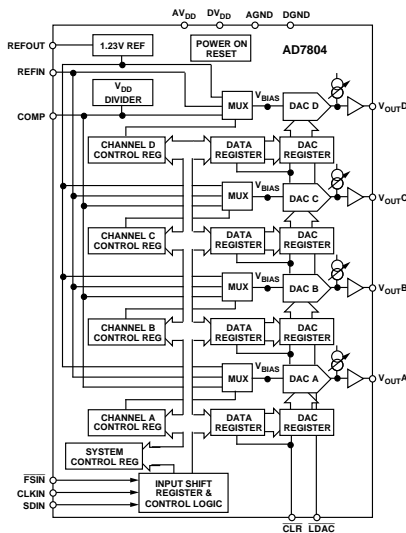 AVDD DVDD AGND DGND
REFOUT
1.23V REF
POWER ON
RESET
AD7804
REFIN
VDD
DIVIDER
COMP
MUX
VBIAS
DAC D
VOUTD
CHANNEL D
CONTROL REG
DATA
REGISTER
DAC
REGISTER
MUX
VBIAS
DAC C
VOUTC
CHANNEL C
CONTROL REG
DATA
REGISTER
DAC
REGISTER
MUX
VBIAS
DAC B
VOUTB
CHANNEL B
CONTROL REG
DATA
REGISTER
DAC
REGISTER
MUX
VBIAS
DAC A
VOUTA
CHANNEL A
CONTROL REG
DATA
REGISTER
DAC
REGISTER
SYSTEM
CONTROL REG
FSIN
CLKIN
SDIN
INPUT SHIFT
REGISTER &
CONTROL LOGIC
CLR LDAC